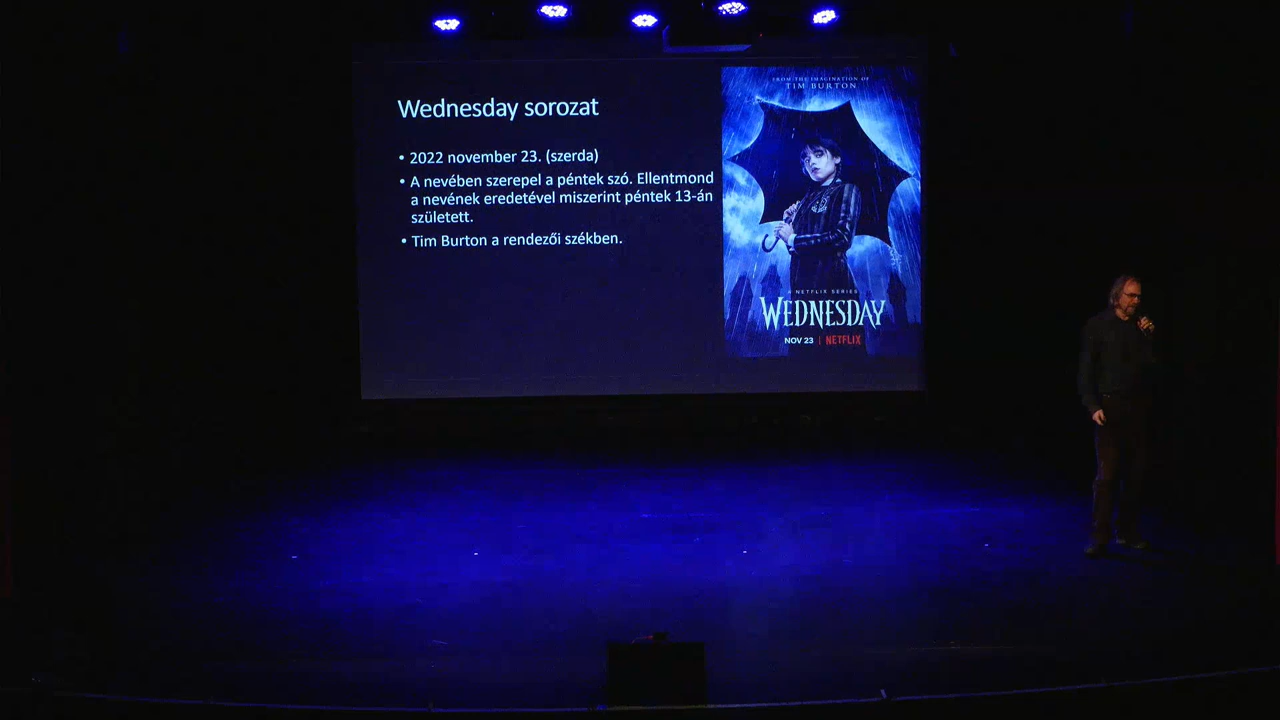 Wednesday sorozat
• 2022 november 23. (szerda)
• A nevében szerepel a péntek szó. Ellentmond
a nevének eredetével miszerint péntek 13-án
született.
• Tim Burton a rendezői székben.
FROM THE IMAGINATION OF
TIM BURTON
A NETFLIX SERIES
WEDNESDAY
NOV 23 | NETFLIX